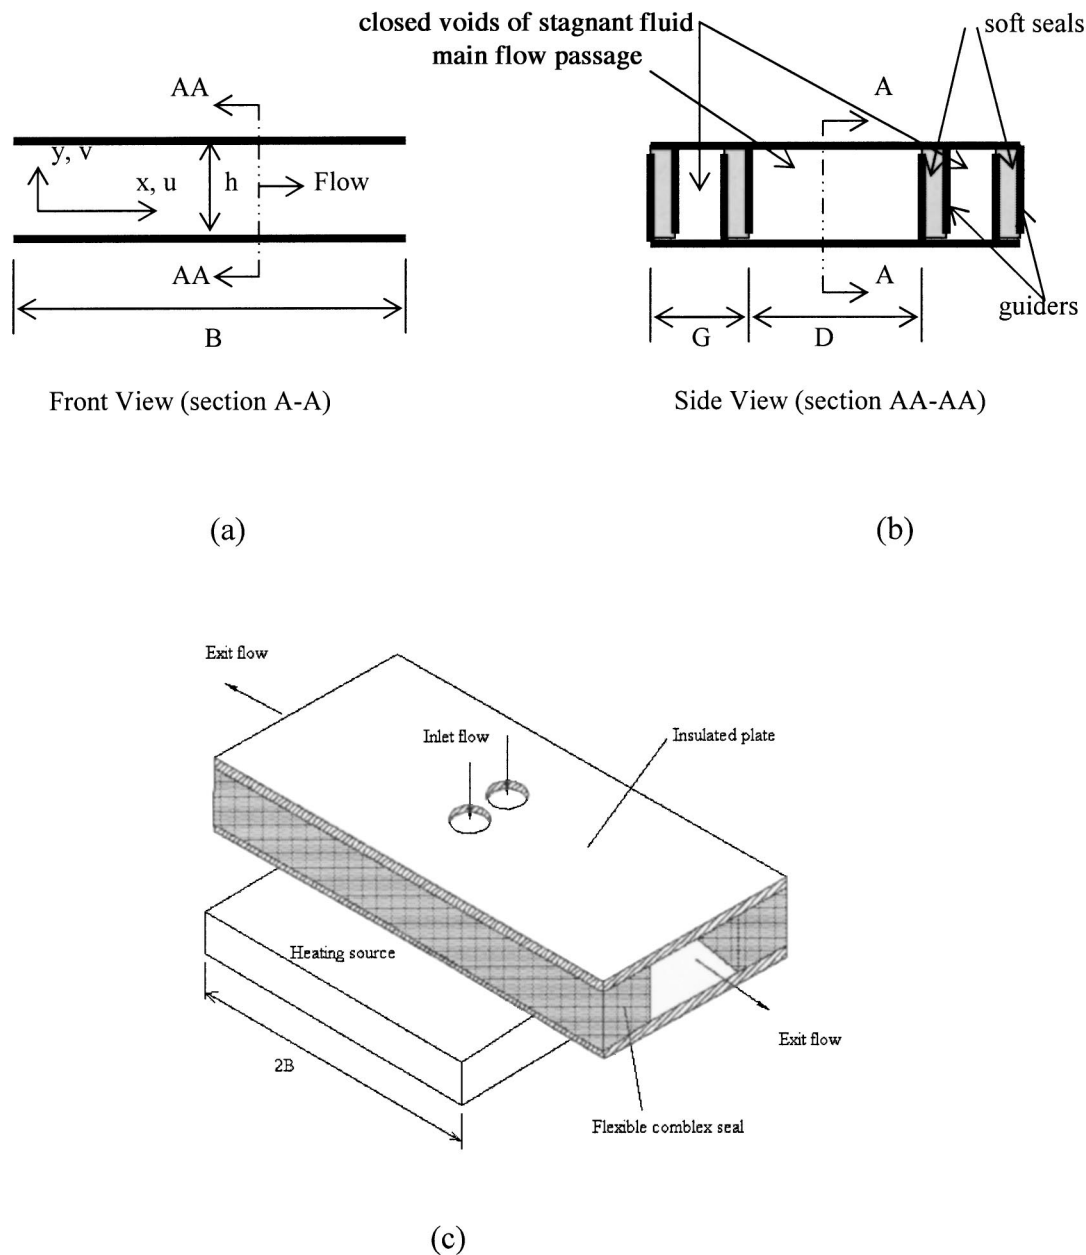 closed voids of stagnant fluid
main flow passage
soft seals
AA
A
y, v
x, u
h
Flow
AA
A
guiders
B
G
D
Front View (section A-A)
Side View (section AA-AA)
(a)
(b)
Exit flow
Inlet flow
Insulated plate
Heating source
Exit flow
2B
Flexible comblex seal
(c)